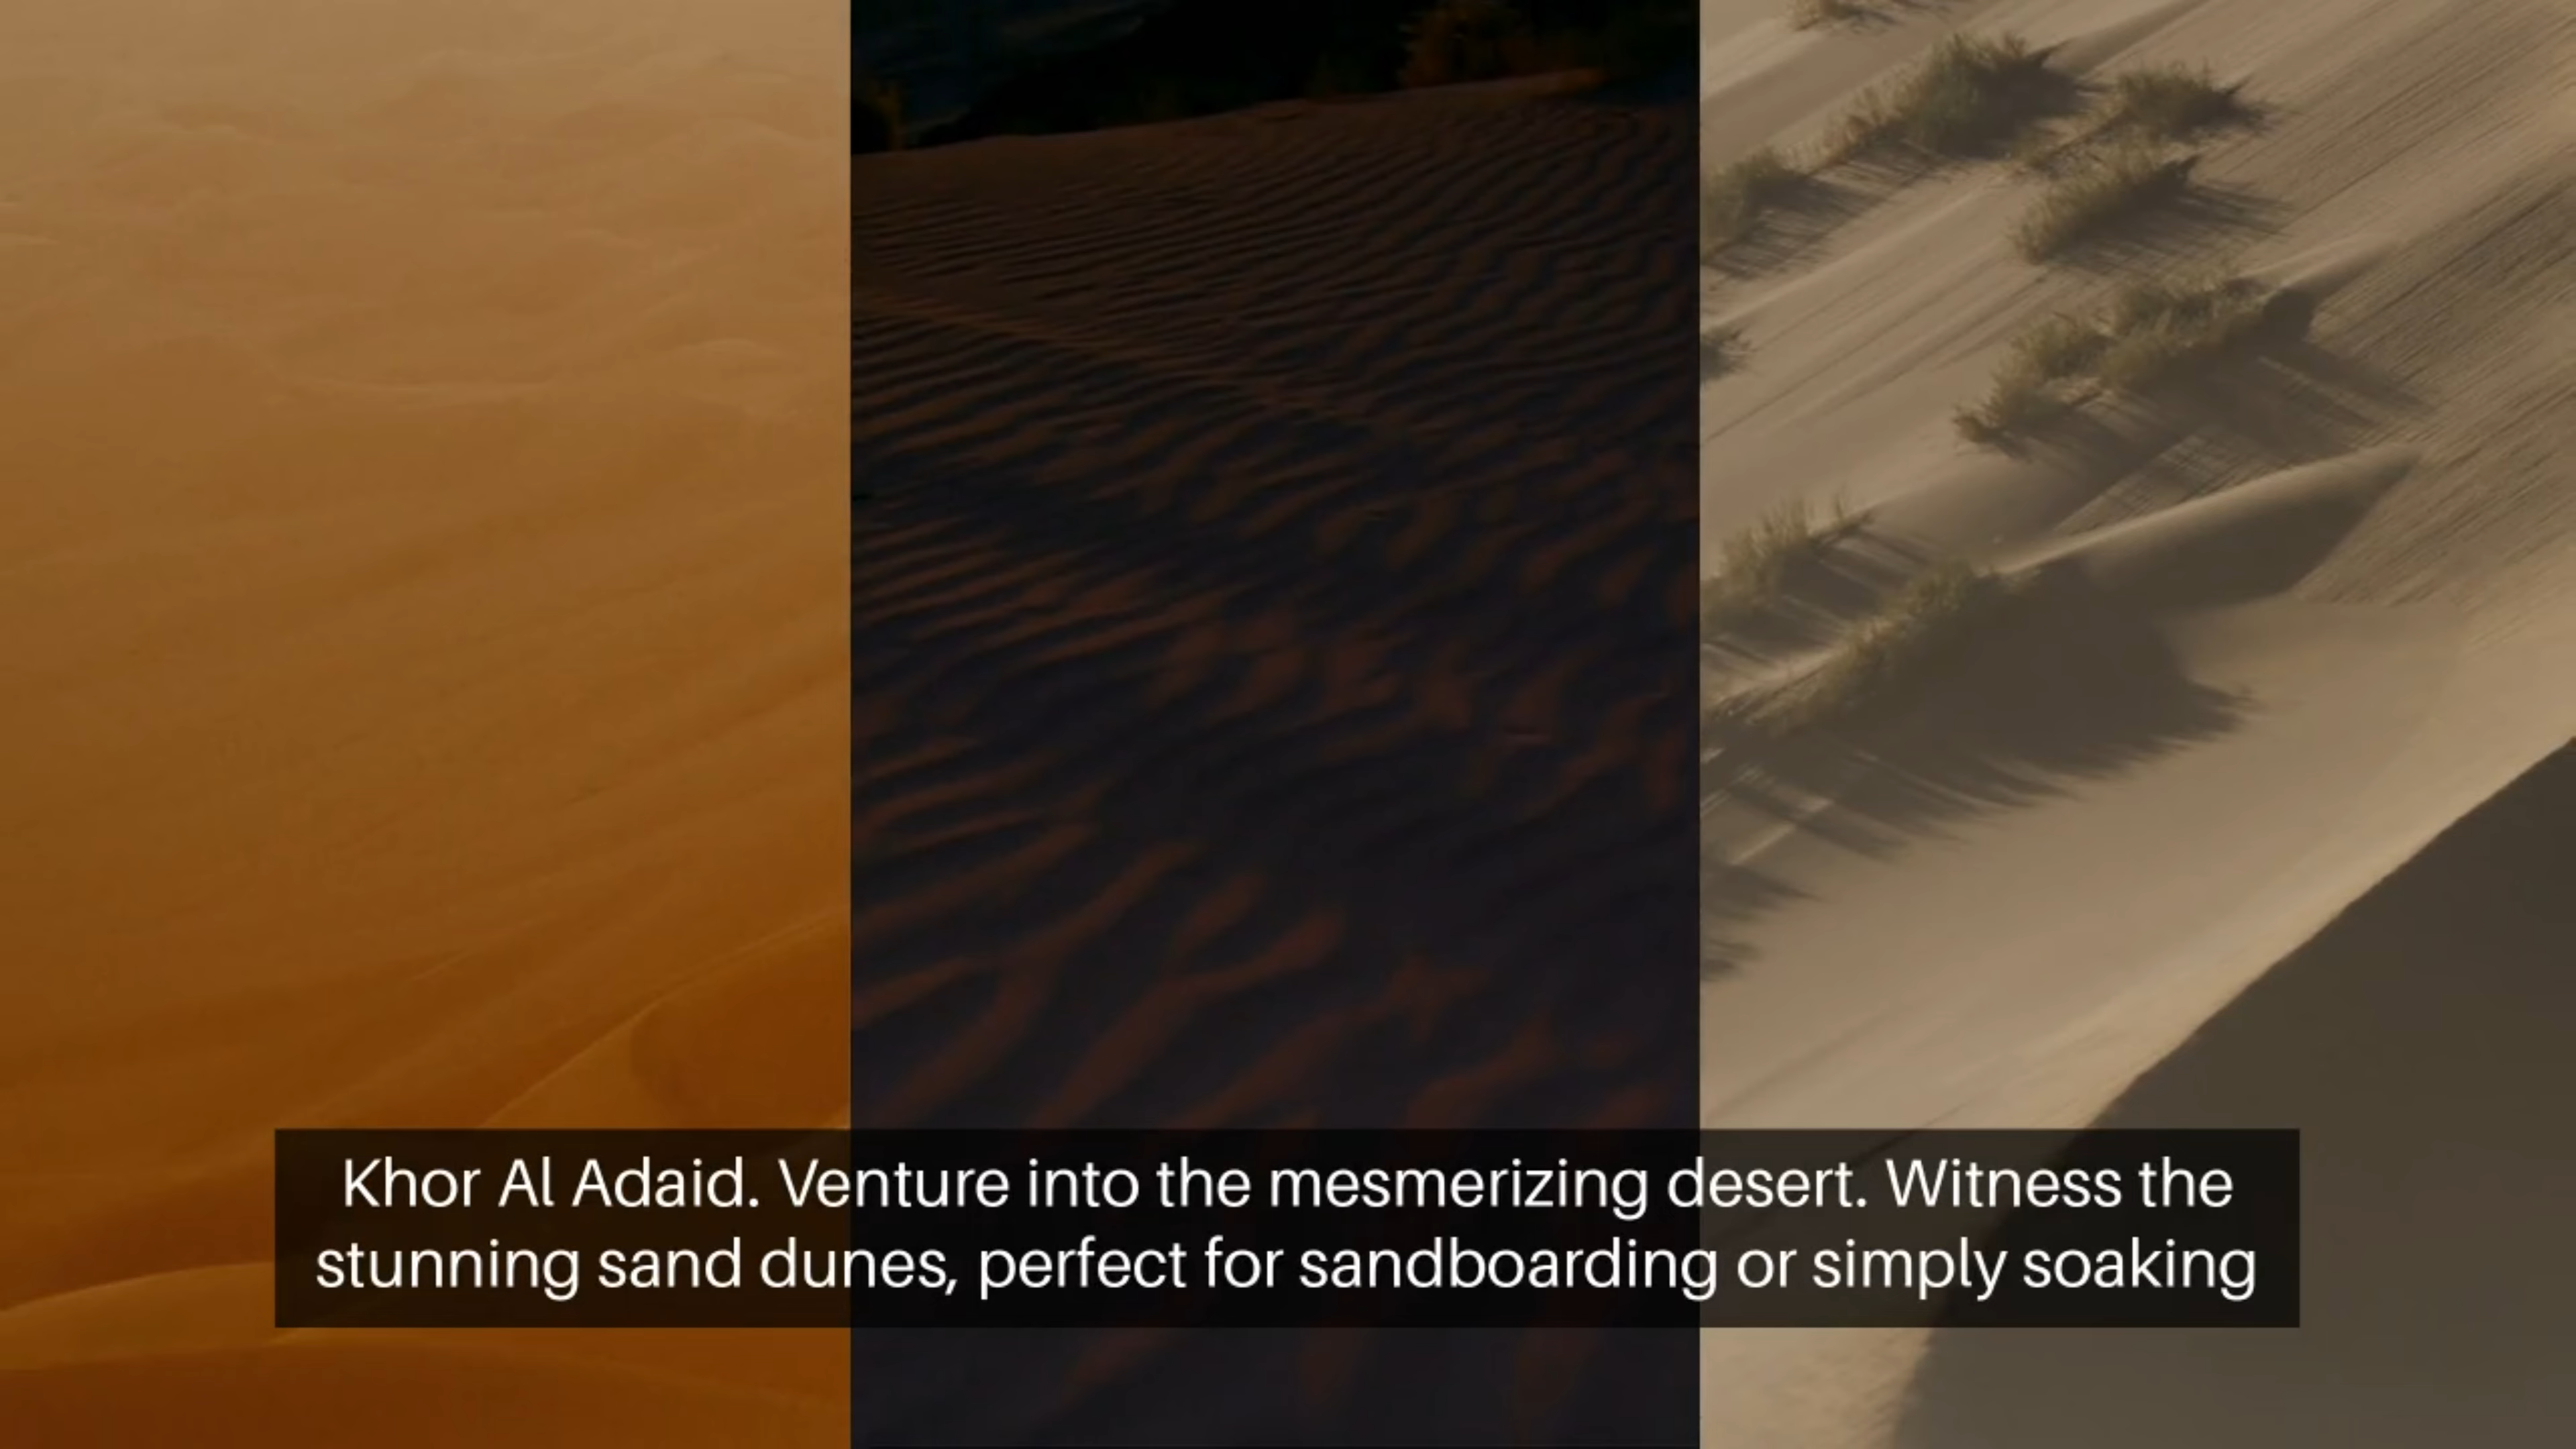 Khor Al Adaid. Venture into the mesmerizing desert. Witness the
stunning sand dunes, perfect for sandboarding or simply soaking